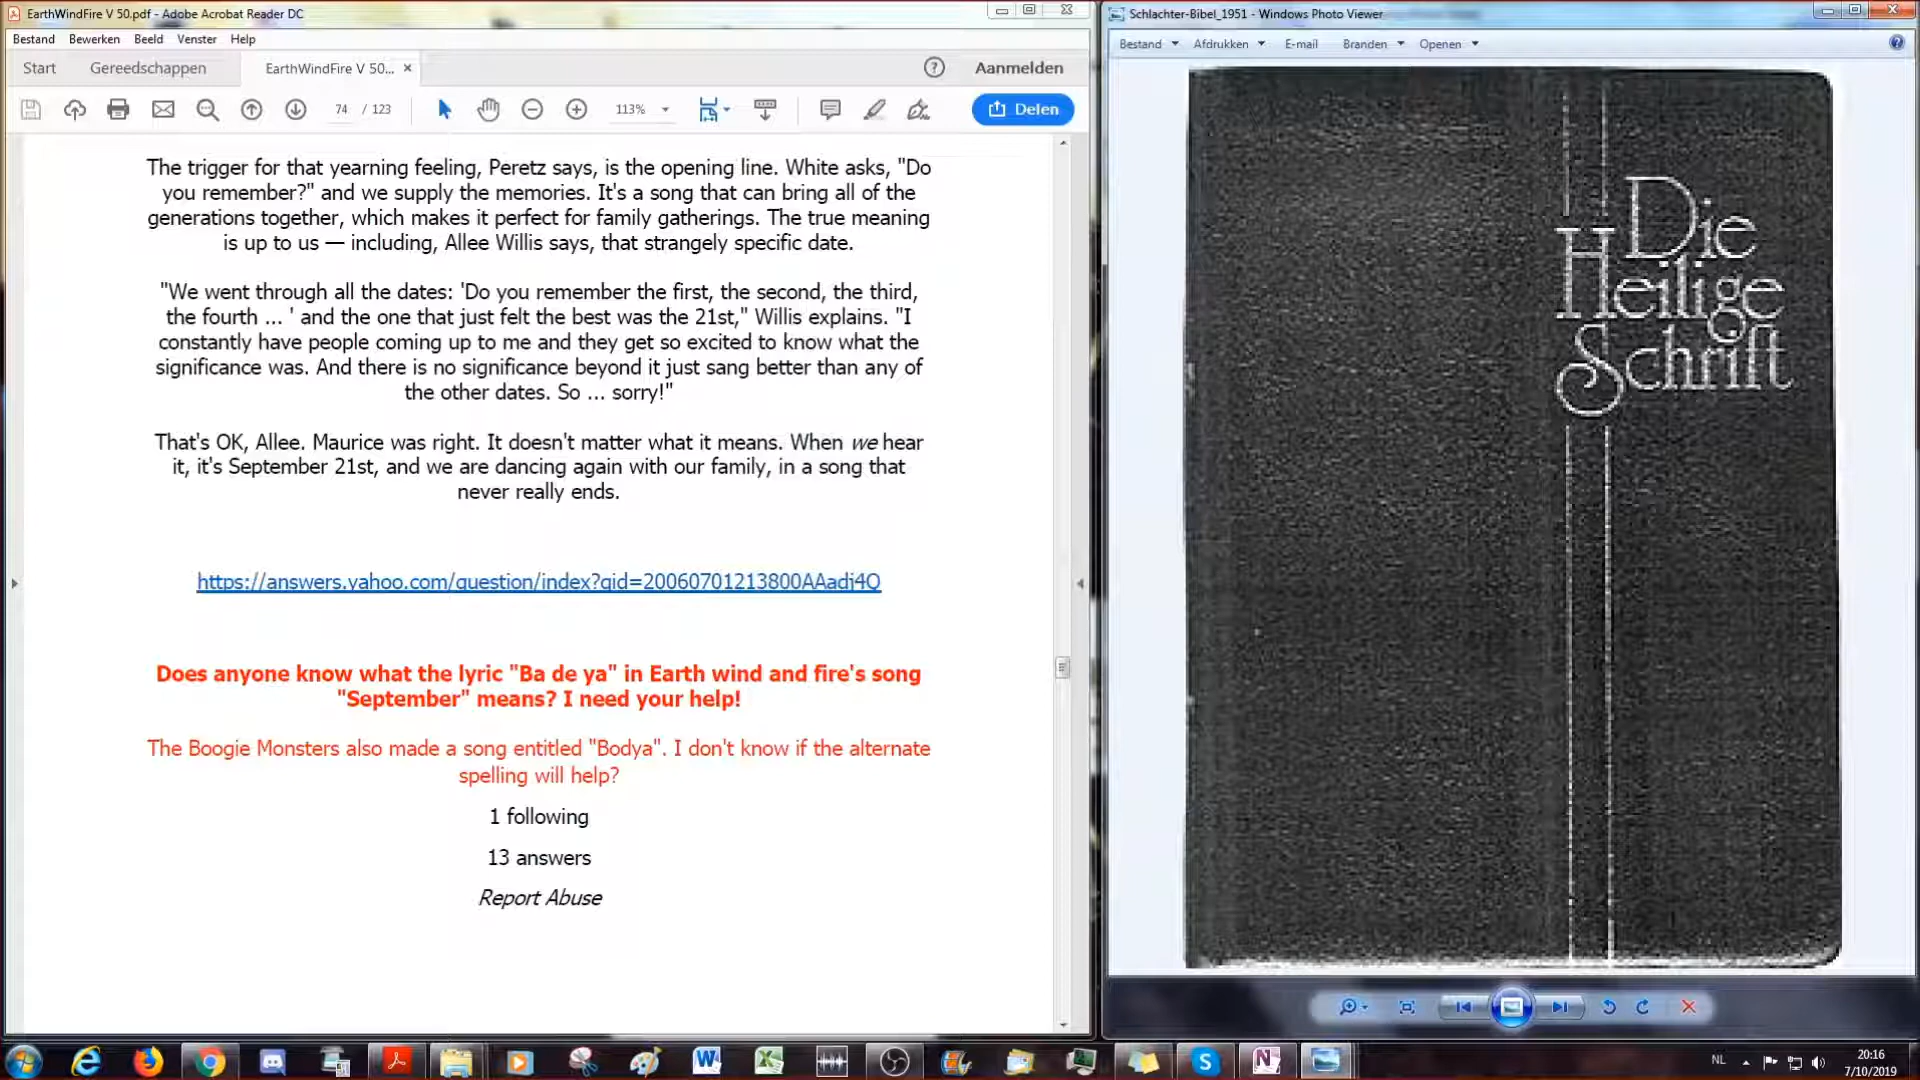 EarthWindFire V 50.pdf - Adobe Acrobat Reader DC
Bestand Bewerken Beeld Venster Help
Start Gereedschappen EarthWindFire V 50... × Aanmelden
74 / 123 113% Delen
The trigger for that yearning feeling, Peretz says, is the opening line. White asks, "Do
you remember?" and we supply the memories. It's a song that can bring all of the
generations together, which makes it perfect for family gatherings. The true meaning
is up to us — including, Allee Willis says, that strangely specific date.
"We went through all the dates: 'Do you remember the first, the second, the third,
the fourth ... ' and the one that just felt the best was the 21st," Willis explains. "I
constantly have people coming up to me and they get so excited to know what the
significance was. And there is no significance beyond it just sang better than any of
the other dates. So ... sorry!"
That's OK, Allee. Maurice was right. It doesn't matter what it means. When we hear
it, it's September 21st, and we are dancing again with our family, in a song that
never really ends.
https://answers.yahoo.com/question/index?qid=20060701213800AAadj4Q
Does anyone know what the lyric "Ba de ya" in Earth wind and fire's song
"September" means? I need your help!
The Boogie Monsters also made a song entitled "Bodya". I don't know if the alternate
spelling will help?
1 following
13 answers
Report Abuse
Schlachter-Bibel_1951 - Windows Photo Viewer
Bestand Afdrukken E-mail Branden Openen
Die
Heilige
Schrift
NL
20:16
7/10/2019